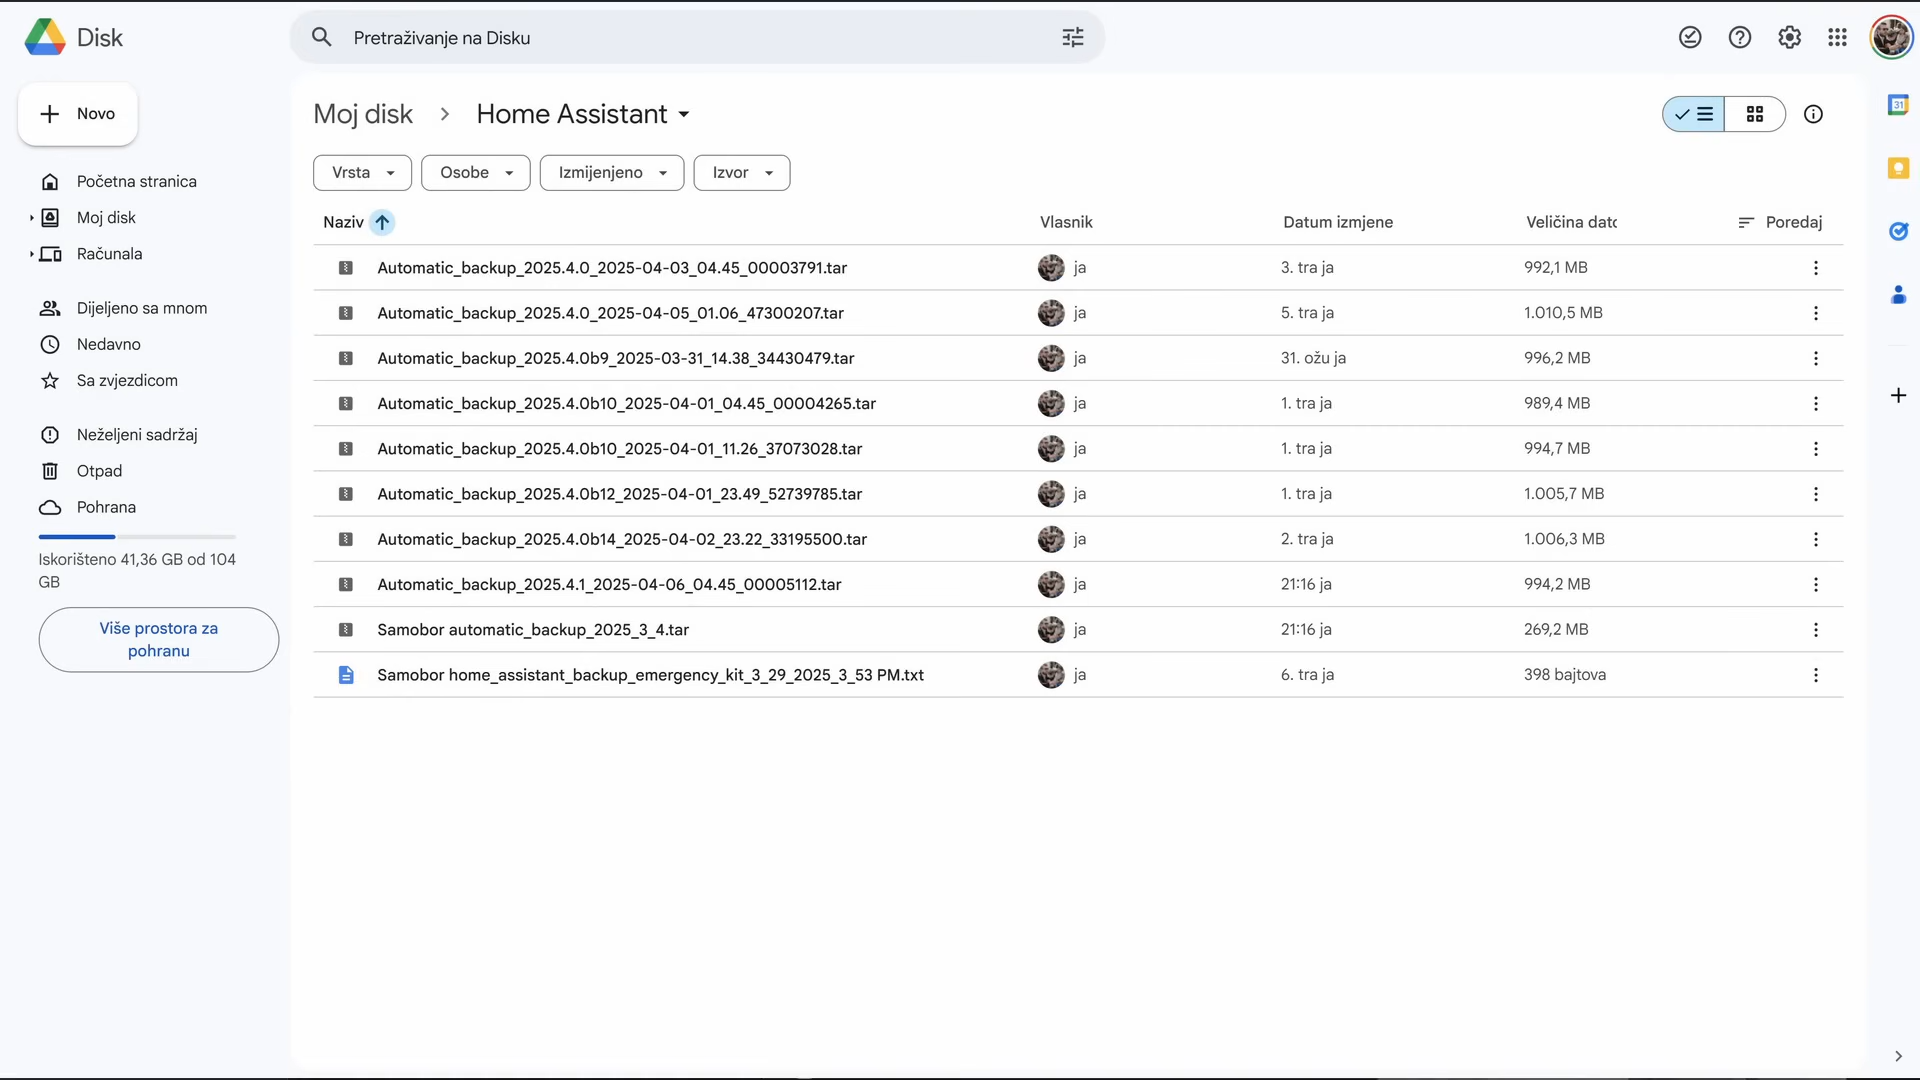 Disk
Pretraživanje na Disku
Novo
Moj disk
Home Assistant
Vrsta
Osobe
Izmijenjeno
Izvor
Početna stranica
Moj disk
Računala
Dijeljeno sa mnom
Nedavno
Sa zvjezdicom
Neželjeni sadržaj
Otpad
Pohrana
Iskorišteno 41,36 GB od 104
GB
Više prostora za
pohranu
Naziv Vlasnik Datum izmjene Veličina datc Poredaj
Automatic_backup_2025.4.0_2025-04-03_04.45_00003791.tar ja 3. tra ja 992,1 MB
Automatic_backup_2025.4.0_2025-04-05_01.06_47300207.tar ja 5. tra ja 1.010,5 MB
Automatic_backup_2025.4.0b9_2025-03-31_14.38_34430479.tar ja 31. ožu ja 996,2 MB
Automatic_backup_2025.4.0b10_2025-04-01_04.45_00004265.tar ja 1. tra ja 989,4 MB
Automatic_backup_2025.4.0b10_2025-04-01_11.26_37073028.tar ja 1. tra ja 994,7 MB
Automatic_backup_2025.4.0b12_2025-04-01_23.49_52739785.tar ja 1. tra ja 1.005,7 MB
Automatic_backup_2025.4.0b14_2025-04-02_23.22_33195500.tar ja 2. tra ja 1.006,3 MB
Automatic_backup_2025.4.1_2025-04-06_04.45_00005112.tar ja 21:16 ja 994,2 MB
Samobor automatic_backup_2025_3_4.tar ja 21:16 ja 269,2 MB
Samobor home_assistant_backup_emergency_kit_3_29_2025_3_53 PM.txt ja 6. tra ja 398 bajtova
31